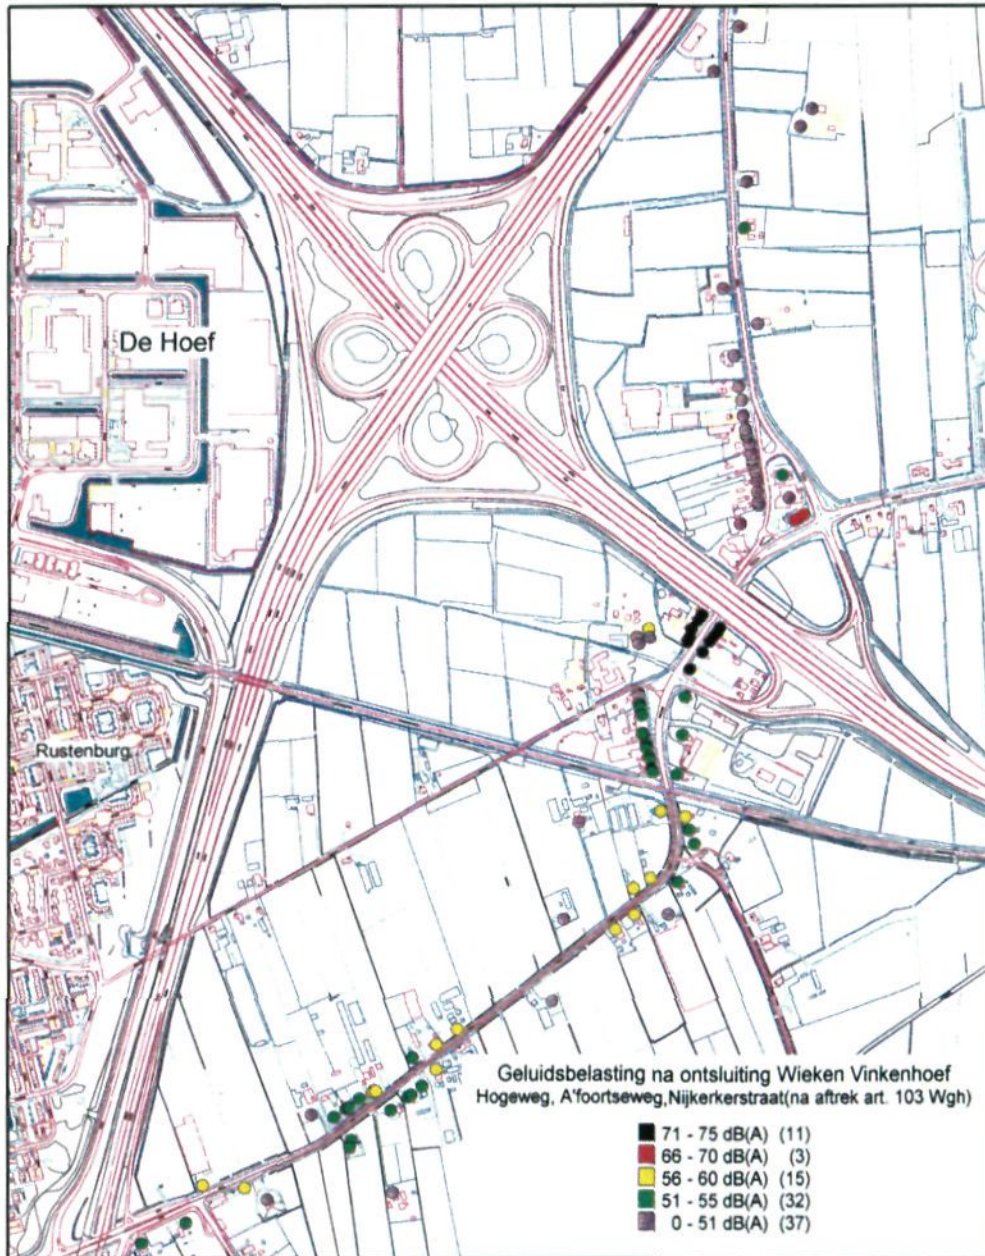 De Hoef
Rustenburg
Geluidsbelasting na ontsluiting Wieken Vinkenhoef
Hogeweg, A'foortseweg,Nijkerkerstraat(na aftrek art. 103 Wgh)
71 - 75 dB(A) (11)
66 - 70 dB(A) (3)
56 - 60 dB(A) (15)
51 - 55 dB(A) (32)
0 - 51 dB(A) (37)